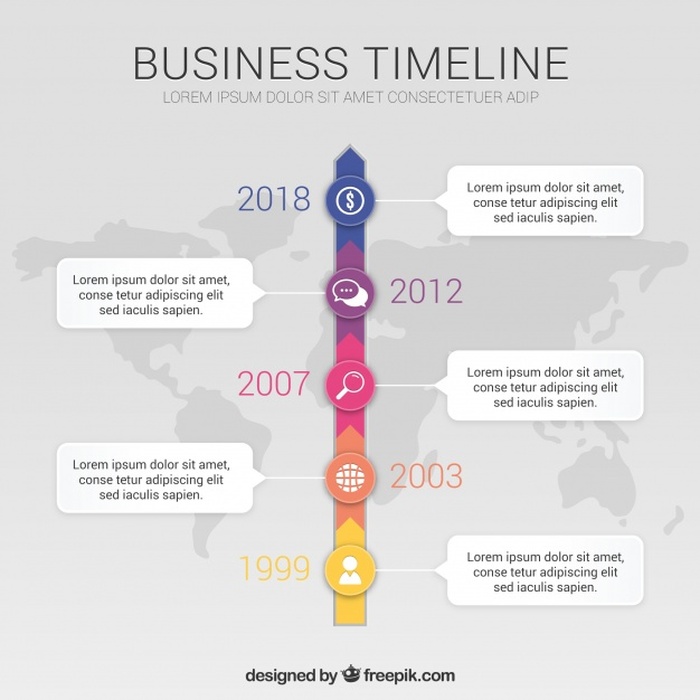 BUSINESS TIMELINE
LOREM IPSUM DOLOR SIT AMET CONSECTETUER ADIP
2018
Lorem ipsum dolor sit amet,
conse tetur adipiscing elit
sed iaculis sapien.
Lorem ipsum dolor sit amet,
conse tetur adipiscing elit
sed iaculis sapien.
2012
2007
Lorem ipsum dolor sit amet,
conse tetur adipiscing elit
sed iaculis sapien.
Lorem ipsum dolor sit amet,
conse tetur adipiscing elit
sed iaculis sapien.
2003
1999
Lorem ipsum dolor sit amet,
conse tetur adipiscing elit
sed iaculis sapien.
designed by freepik.com